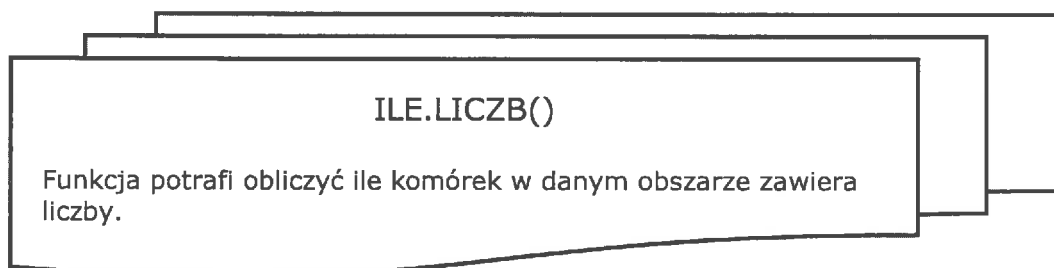 ILE.LICZB()
Funkcja potrafi obliczyć ile komórek w danym obszarze zawiera
liczby.